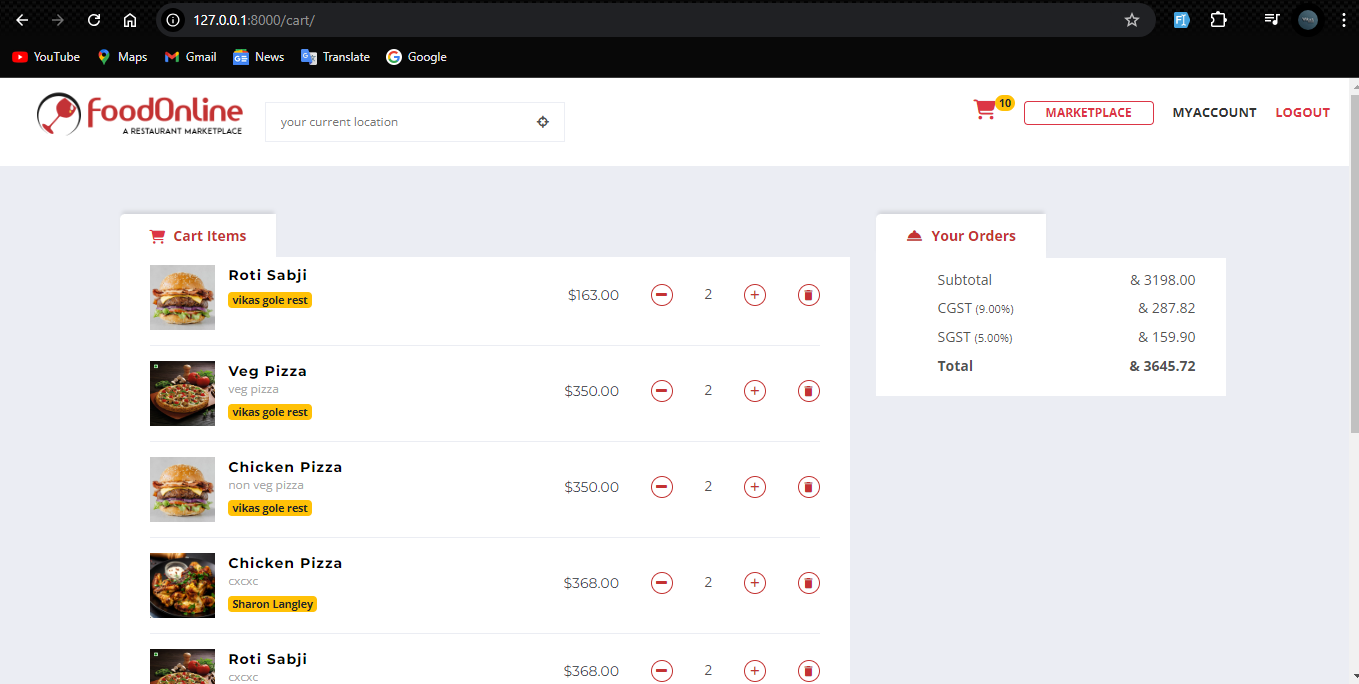 127.0.0.1:8000/cart/
YouTube Maps Gmail News Translate Google
FoodOnline
A RESTAURANT MARKETPLACE
your current location
10
MARKETPLACE
MYACCOUNT
LOGOUT
Cart Items
Roti Sabji
vikas gole rest
$163.00 2
Veg Pizza
veg pizza
vikas gole rest
$350.00 2
Chicken Pizza
non veg pizza
vikas gole rest
$350.00 2
Chicken Pizza
cxcxc
Sharon Langley
$368.00 2
Roti Sabji
cxcxc
$368.00 2
Your Orders
Subtotal & 3198.00
CGST (9.00%) & 287.82
SGST (5.00%) & 159.90
Total & 3645.72